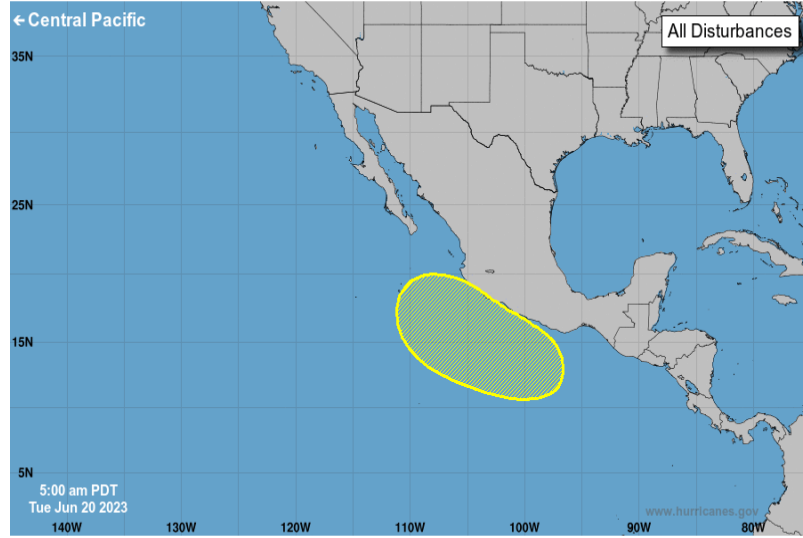 ← Central Pacific
All Disturbances
35N
25N
15N
5N
5:00 am PDT
Tue Jun 20 2023
www.hurricanes.gov
140W 130W 120W 110W 100W 90W 80W